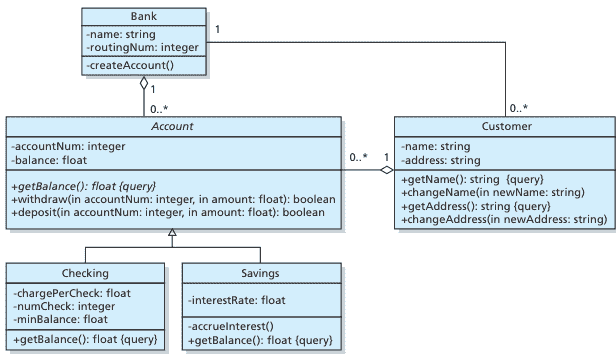 Bank
-name: string
-routingNum: integer
-createAccount()
1
1
0..*
0..*
Account
-accountNum: integer
-balance: float
+getBalance(): float {query}
+withdraw(in accountNum: integer, in amount: float): boolean
+deposit(in accountNum: integer, in amount: float): boolean
0..*
1
Customer
-name: string
-address: string
+getName(): string {query}
+changeName(in newName: string)
+getAddress(): string {query}
+changeAddress(in newAddress: string)
Checking
-chargePerCheck: float
-numCheck: integer
-minBalance: float
+getBalance(): float {query}
Savings
-interestRate: float
-accrueInterest()
+getBalance(): float {query}